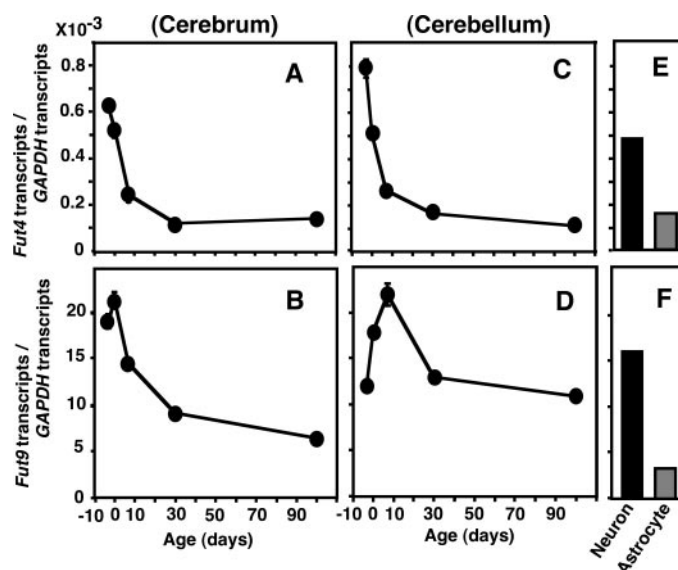 (Cerebrum) (Cerebellum)
X10-3
A C E
0.8
0.6
0.4
0.2
0
Fut4 transcripts /
GAPDH transcripts
B D F
20
15
10
5
0
Fut9 transcripts /
GAPDH transcripts
-10 0 10 30 50 70 90 -10 0 10 30 50 70 90
Age (days) Age (days)
Neuron
Astrocyte